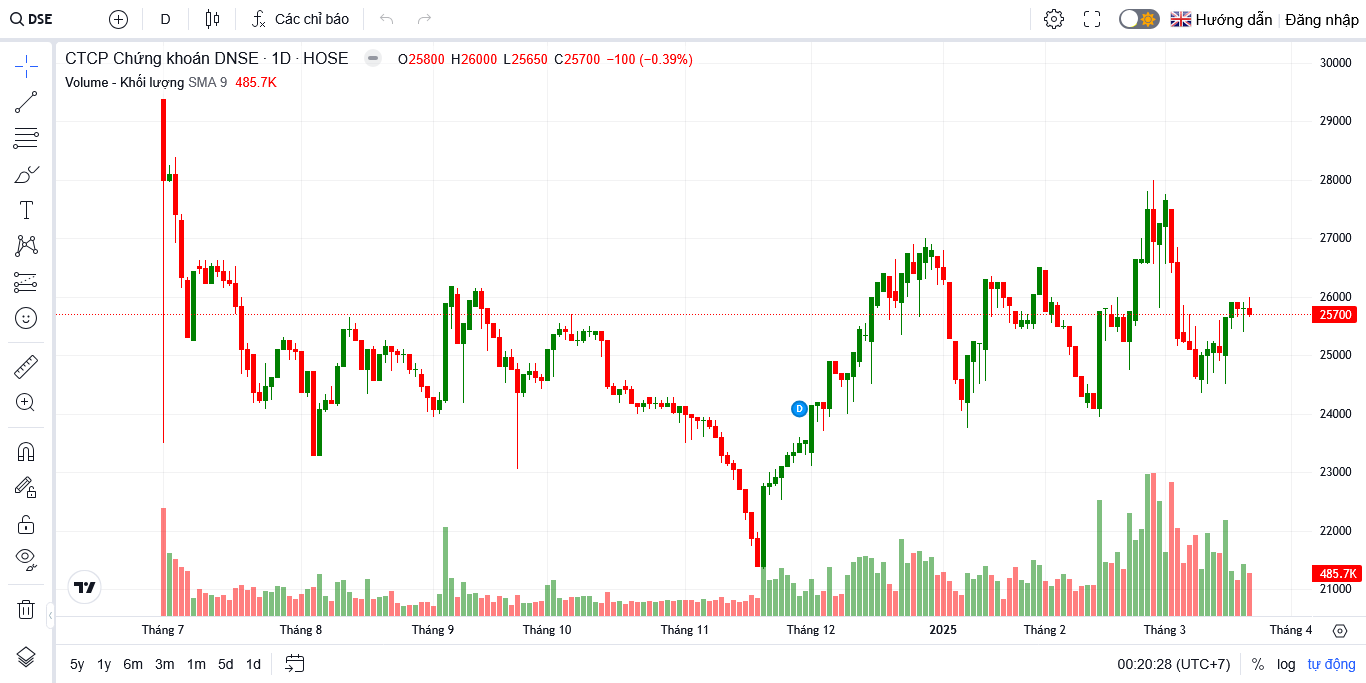 DSE D Các chỉ báo Hướng dẫn Đăng nhập
CTCP Chứng khoán DNSE · 1D · HOSE O25800 H26000 L25650 C25700 −100 (−0.39%)
Volume - Khối lượng SMA 9 485.7K
30000
29000
28000
27000
26000
25700
25000
24000
23000
22000
485.7K
21000
D
Tháng 7 Tháng 8 Tháng 9 Tháng 10 Tháng 11 Tháng 12 2025 Tháng 2 Tháng 3 Tháng 4
5y 1y 6m 3m 1m 5d 1d 00:20:28 (UTC+7) % log tự động